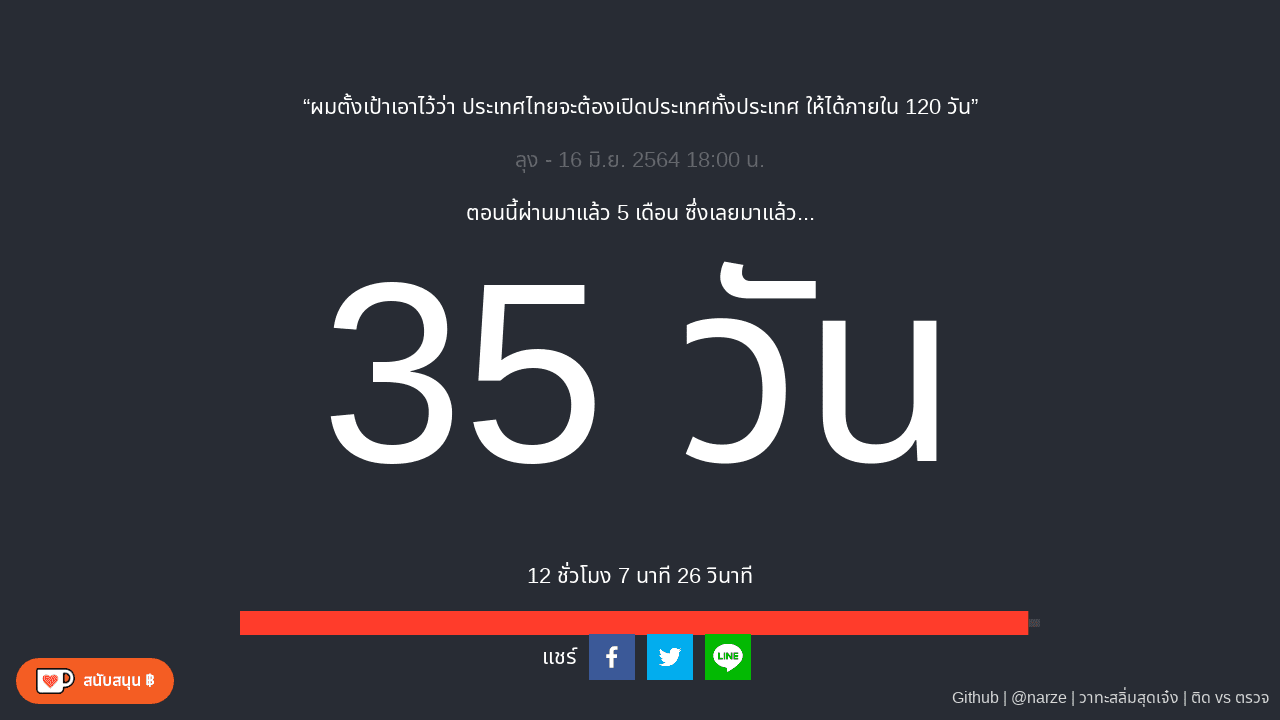 “ผมตั้งเป้าเอาไว้ว่า ประเทศไทยจะต้องเปิดประเทศทั้งประเทศ ให้ได้ภายใน 120 วัน”
ลุง - 16 มิ.ย. 2564 18:00 น.
ตอนนี้ผ่านมาแล้ว 5 เดือน ซึ่งเลยมาแล้ว...
35 วัน
12 ชั่วโมง 7 นาที 26 วินาที
แชร์
LINE
สนับสนุน ฿
Github | @narze | วาทะสลิ่มสุดเจ๋ง | ติด vs ตรวจ